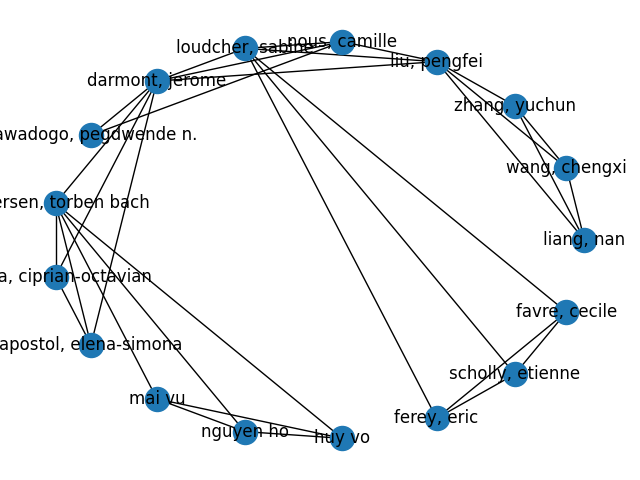 nous, camille
loudcher, sabine
liu, pengfei
darmont, jerome
zhang, yuchun
awadogo, pegdwende n.
wang, chengxi
ersen, torben bach
liang, nan
a, ciprian-octavian
favre, cecile
apostol, elena-simona
scholly, etienne
mai vu
ferey, eric
nguyen ho
huy vo